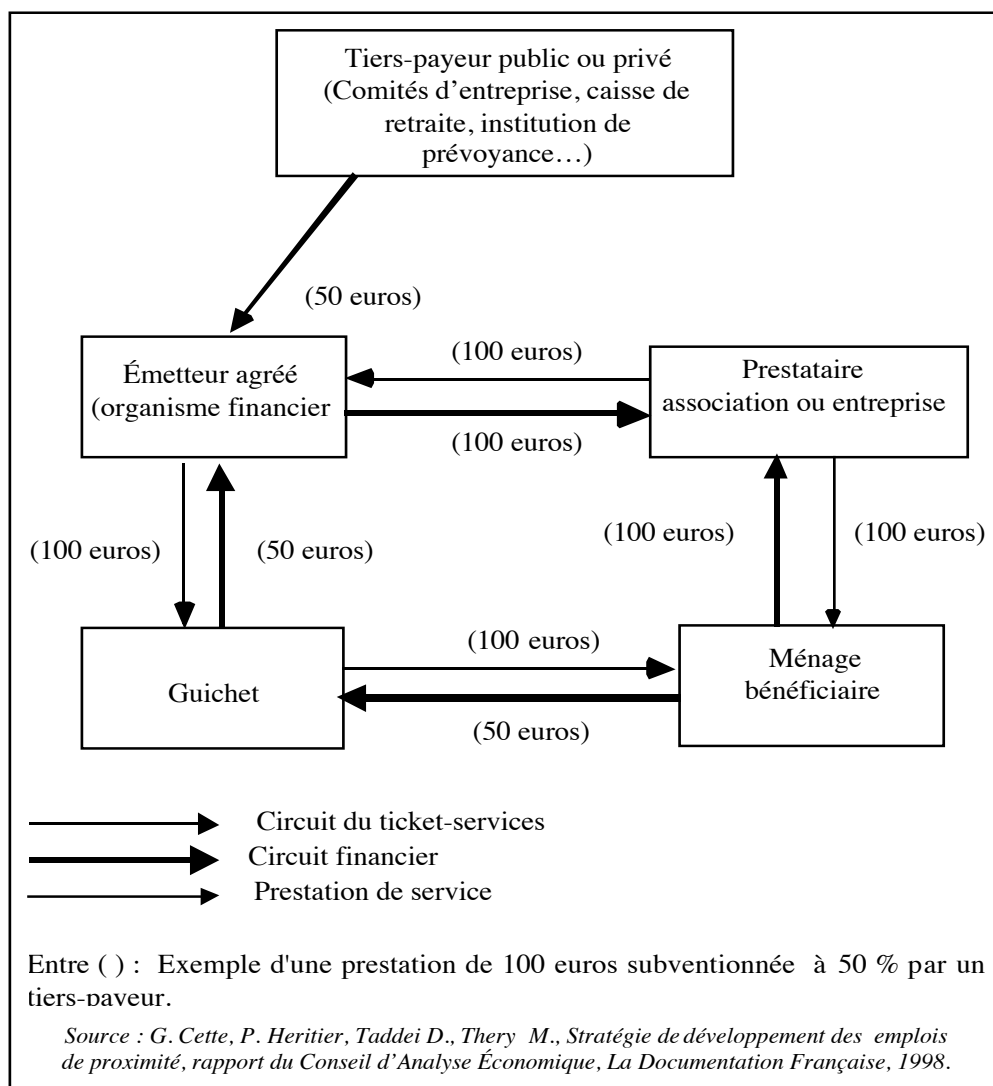 Tiers-payeur public ou privé
(Comités d’entreprise, caisse de
retraite, institution de
prévoyance…)
(50 euros)
Émetteur agréé
(organisme financier
(100 euros)
(100 euros)
Prestataire
association ou entreprise
(100 euros)
(50 euros)
(100 euros)
(100 euros)
Guichet
(100 euros)
(50 euros)
Ménage
bénéficiaire
Circuit du ticket-services
Circuit financier
Prestation de service
Entre ( ) : Exemple d'une prestation de 100 euros subventionnée à 50 % par un
tiers-payeur.
Source : G. Cette, P. Heritier, Taddei D., Thery M., Stratégie de développement des emplois
de proximité, rapport du Conseil d’Analyse Économique, La Documentation Française, 1998.